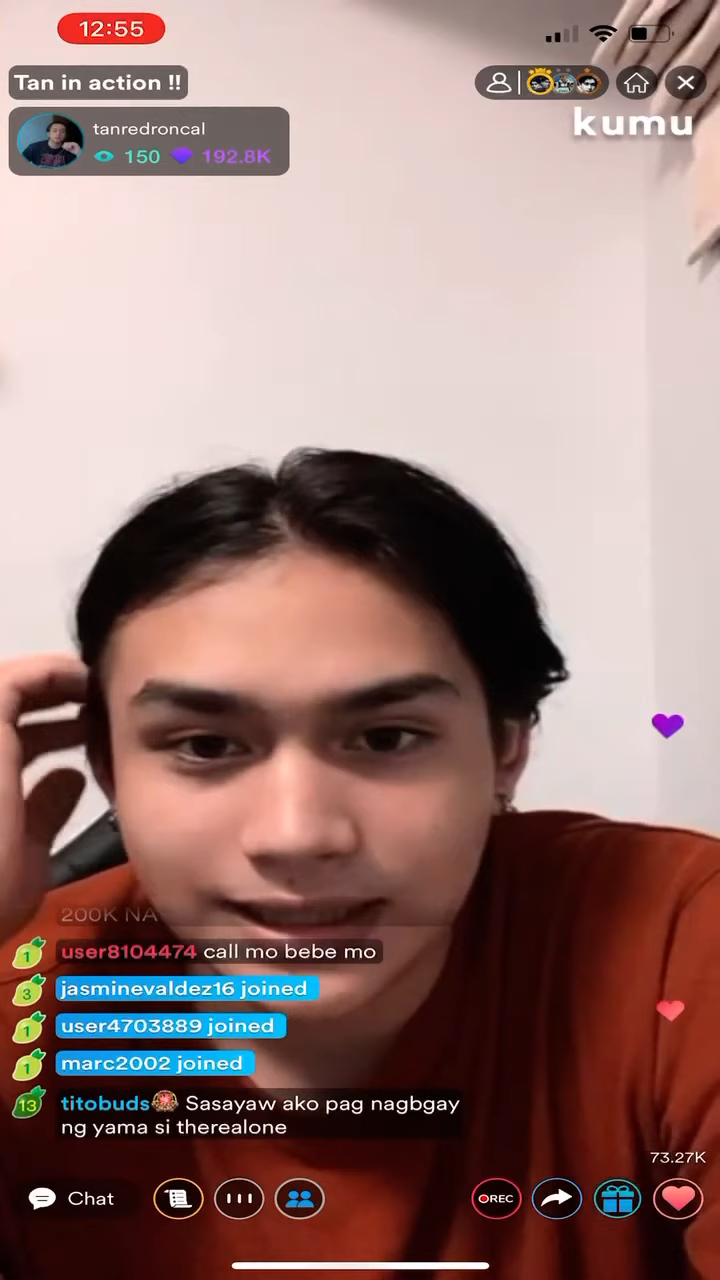 12:55
Tan in action !!
tanredroncal
150 192.8K
kumu
200K NA
1 user8104474 call mo bebe mo
3 jasminevaldez16 joined
1 user4703889 joined
1 marc2002 joined
13 titobuds Sasayaw ako pag nagbgay
ng yama si therealone
73.27K
Chat
REC